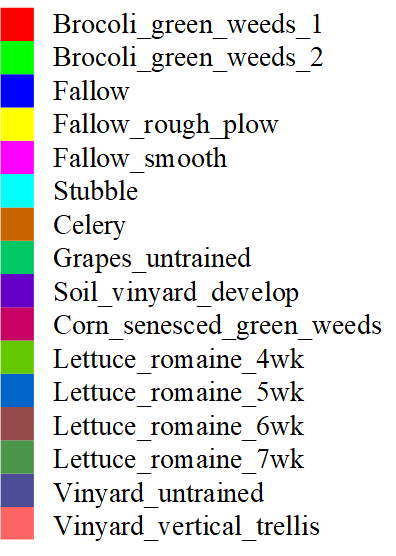 Brocoli_green_weeds_1
Brocoli_green_weeds_2
Fallow
Fallow_rough_plow
Fallow_smooth
Stubble
Celery
Grapes_untrained
Soil_vinyard_develop
Corn_senesced_green_weeds
Lettuce_romaine_4wk
Lettuce_romaine_5wk
Lettuce_romaine_6wk
Lettuce_romaine_7wk
Vinyard_untrained
Vinyard_vertical_trellis